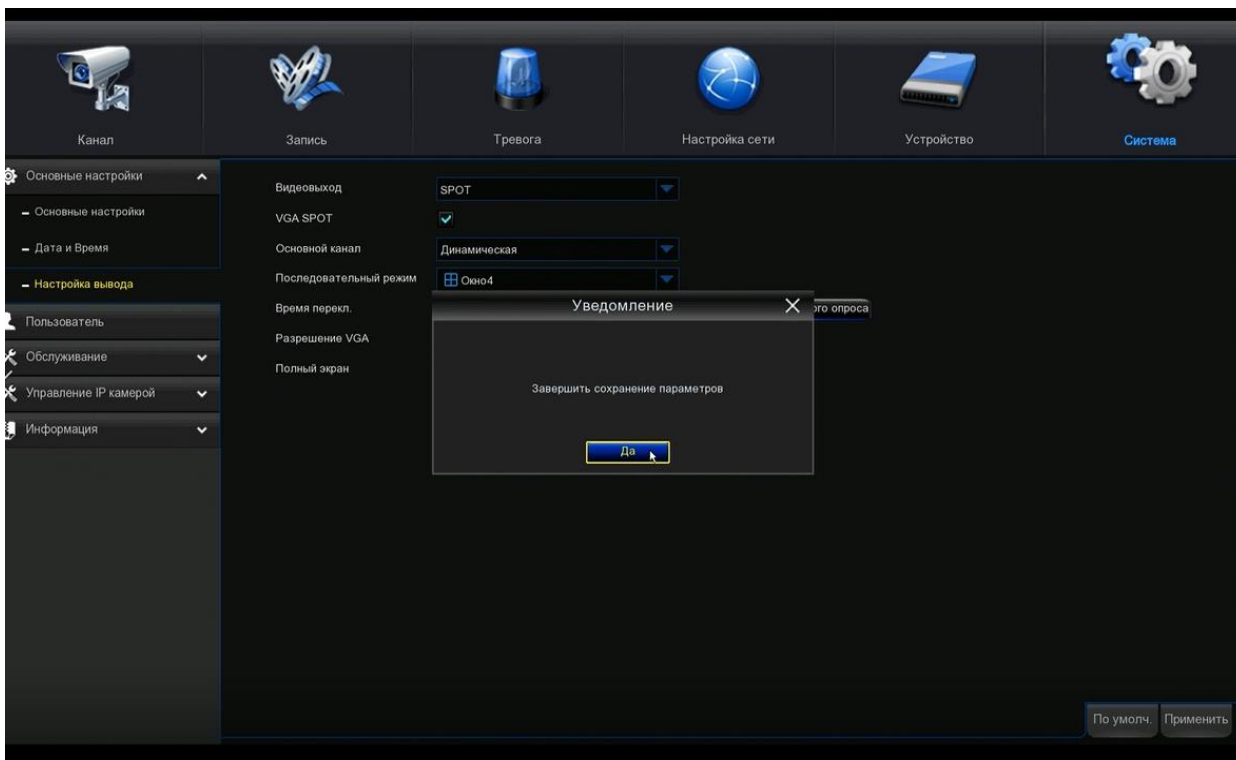 Канал
Запись
Тревога
Настройка сети
Устройство
Система
Основные настройки
Основные настройки
Дата и Время
Настройка вывода
Пользователь
Обслуживание
Управление IP камерой
Информация
Видеовыход SPOT
VGA SPOT
Основной канал Динамическая
Последовательный режим Окно4
Время перекл. опроса
Разрешение VGA
Полный экран
Уведомление
Завершить сохранение параметров
Да
По умолч. Применить